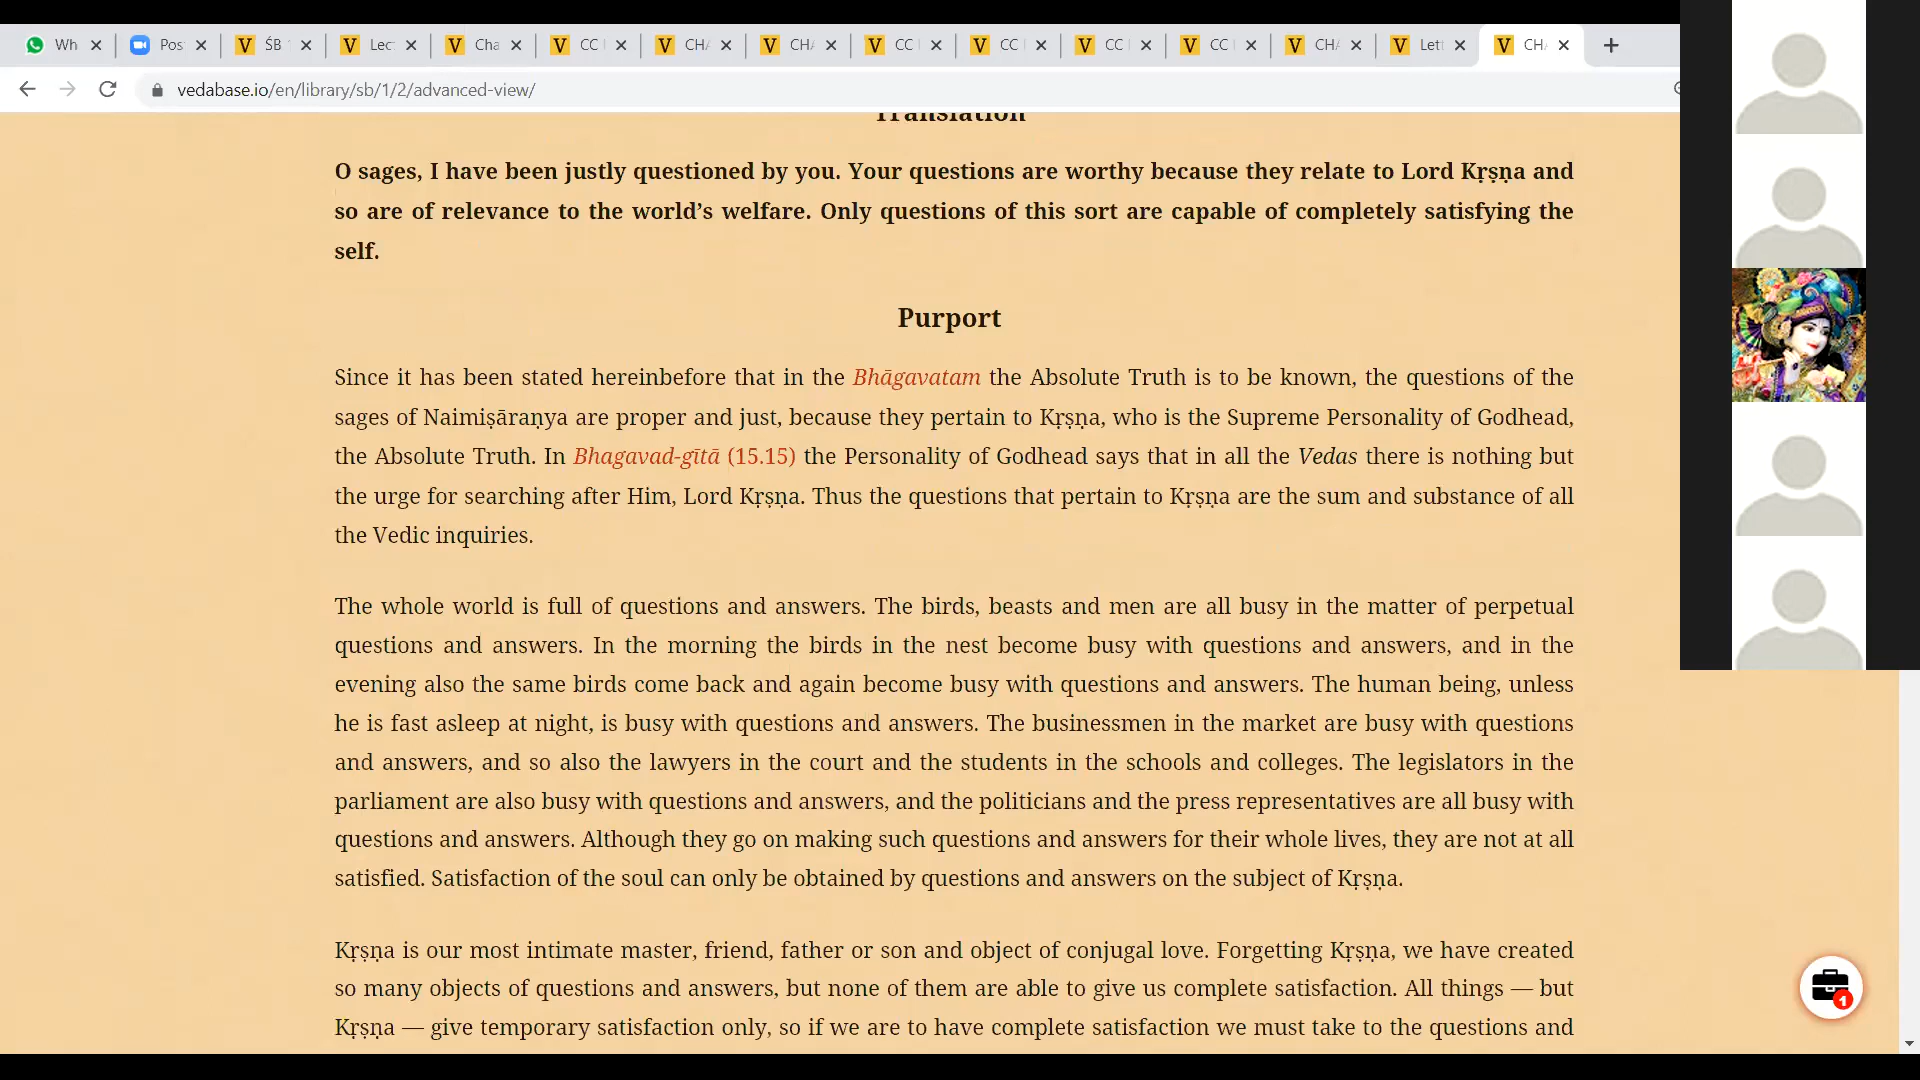 Wh
Pos
ŚB
Lec
Cha
CC
CHA
CHA
CC
CC
CC
CC
CHA
Lett
CHA
vedabase.io/en/library/sb/1/2/advanced-view/
Translation
O sages, I have been justly questioned by you. Your questions are worthy because they relate to Lord Kṛṣṇa and
so are of relevance to the world’s welfare. Only questions of this sort are capable of completely satisfying the
self.
Purport
Since it has been stated hereinbefore that in the Bhāgavatam the Absolute Truth is to be known, the questions of the
sages of Naimiṣāraṇya are proper and just, because they pertain to Kṛṣṇa, who is the Supreme Personality of Godhead,
the Absolute Truth. In Bhagavad-gītā (15.15) the Personality of Godhead says that in all the Vedas there is nothing but
the urge for searching after Him, Lord Kṛṣṇa. Thus the questions that pertain to Kṛṣṇa are the sum and substance of all
the Vedic inquiries.
The whole world is full of questions and answers. The birds, beasts and men are all busy in the matter of perpetual
questions and answers. In the morning the birds in the nest become busy with questions and answers, and in the
evening also the same birds come back and again become busy with questions and answers. The human being, unless
he is fast asleep at night, is busy with questions and answers. The businessmen in the market are busy with questions
and answers, and so also the lawyers in the court and the students in the schools and colleges. The legislators in the
parliament are also busy with questions and answers, and the politicians and the press representatives are all busy with
questions and answers. Although they go on making such questions and answers for their whole lives, they are not at all
satisfied. Satisfaction of the soul can only be obtained by questions and answers on the subject of Kṛṣṇa.
Kṛṣṇa is our most intimate master, friend, father or son and object of conjugal love. Forgetting Kṛṣṇa, we have created
so many objects of questions and answers, but none of them are able to give us complete satisfaction. All things — but
Kṛṣṇa — give temporary satisfaction only, so if we are to have complete satisfaction we must take to the questions and
1